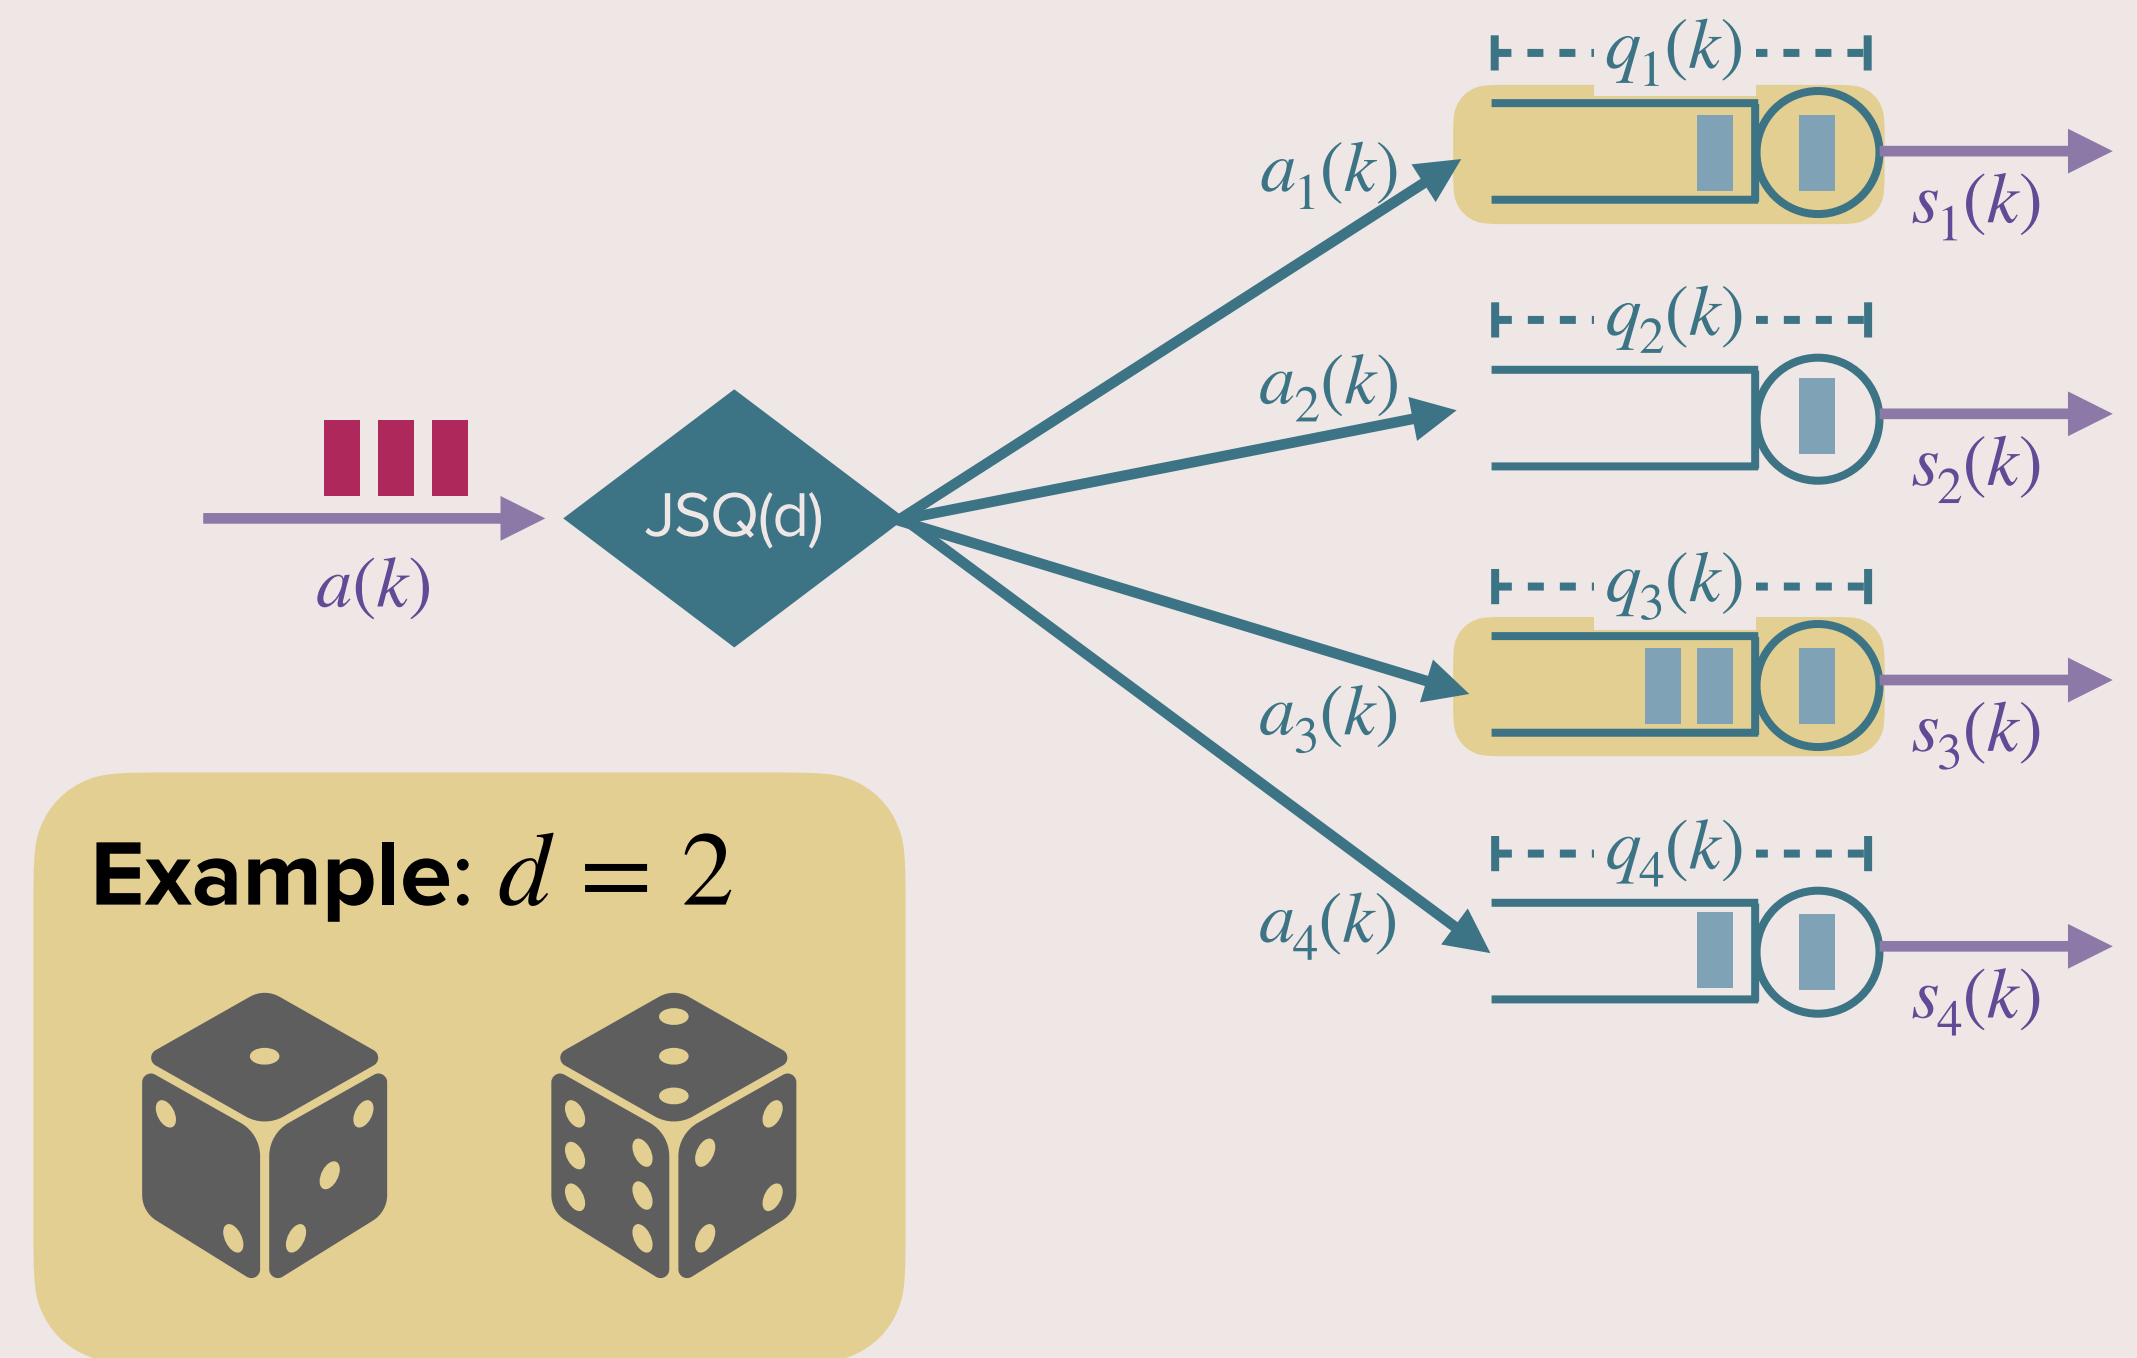 q₁(k)
a₁(k)
s₁(k)
q₂(k)
a₂(k)
s₂(k)
JSQ(d)
a(k)
q₃(k)
a₃(k)
s₃(k)
q₄(k)
a₄(k)
s₄(k)
Example: d = 2